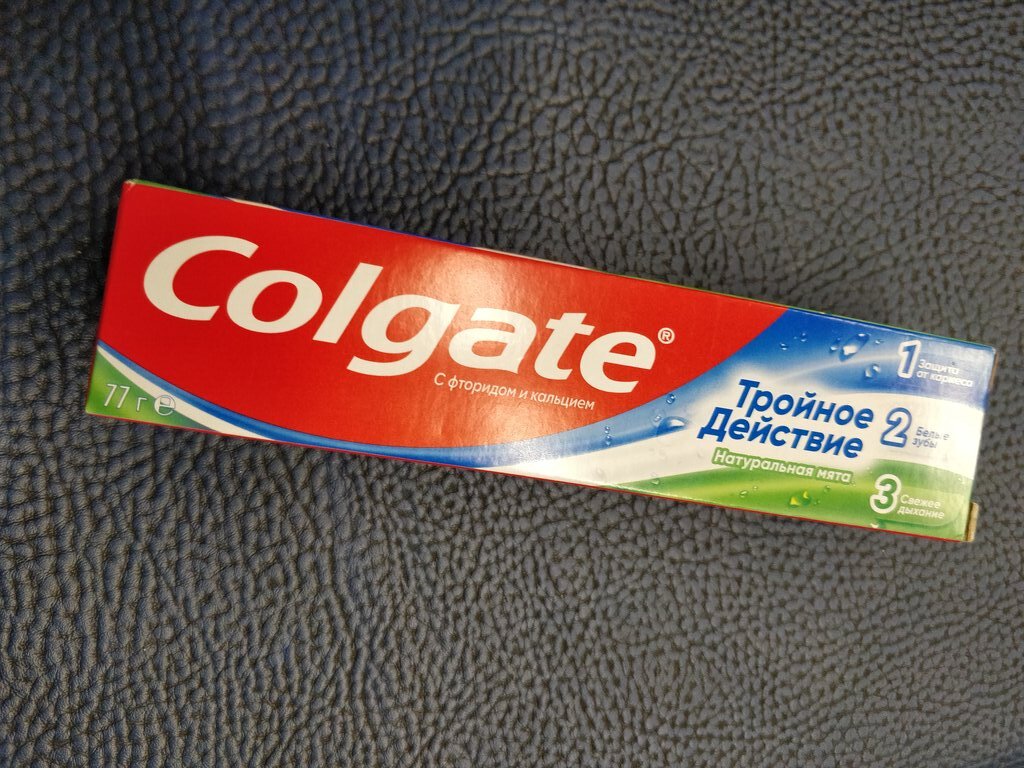 Colgate®
С фторидом и кальцием
77 г ℮
Тройное
Действие
Натуральная мята
1 Защита
от кариеса
2 Белые
зубы
3 Свежее
дыхание